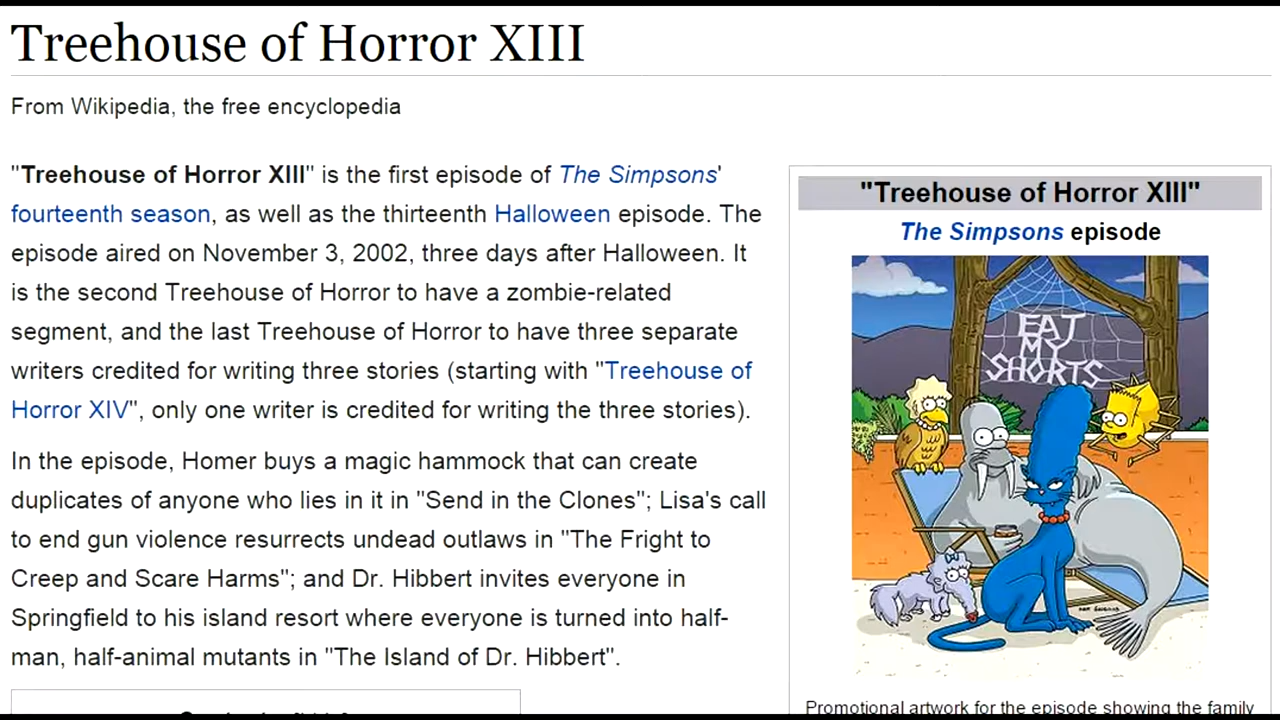 Treehouse of Horror XIII
From Wikipedia, the free encyclopedia
"Treehouse of Horror XIII" is the first episode of The Simpsons'
fourteenth season, as well as the thirteenth Halloween episode. The
episode aired on November 3, 2002, three days after Halloween. It
is the second Treehouse of Horror to have a zombie-related
segment, and the last Treehouse of Horror to have three separate
writers credited for writing three stories (starting with "Treehouse of
Horror XIV", only one writer is credited for writing the three stories).
In the episode, Homer buys a magic hammock that can create
duplicates of anyone who lies in it in "Send in the Clones"; Lisa's call
to end gun violence resurrects undead outlaws in "The Fright to
Creep and Scare Harms"; and Dr. Hibbert invites everyone in
Springfield to his island resort where everyone is turned into half-
man, half-animal mutants in "The Island of Dr. Hibbert".
"Treehouse of Horror XIII"
The Simpsons episode
EAT
MY
SHORTS
Promotional artwork for the episode showing the family